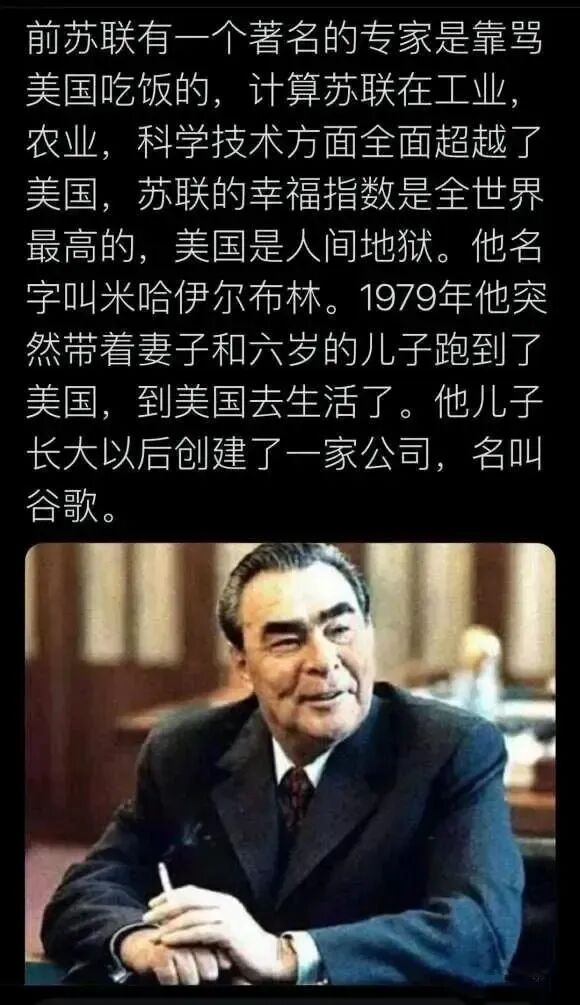 前苏联有一个著名的专家是靠骂
美国吃饭的，计算苏联在工业，
农业，科学技术方面全面超越了
美国，苏联的幸福指数是全世界
最高的，美国是人间地狱。他名
字叫米哈伊尔布林。1979年他突
然带着妻子和六岁的儿子跑到了
美国，到美国去生活了。他儿子
长大以后创建了一家公司，名叫
谷歌。